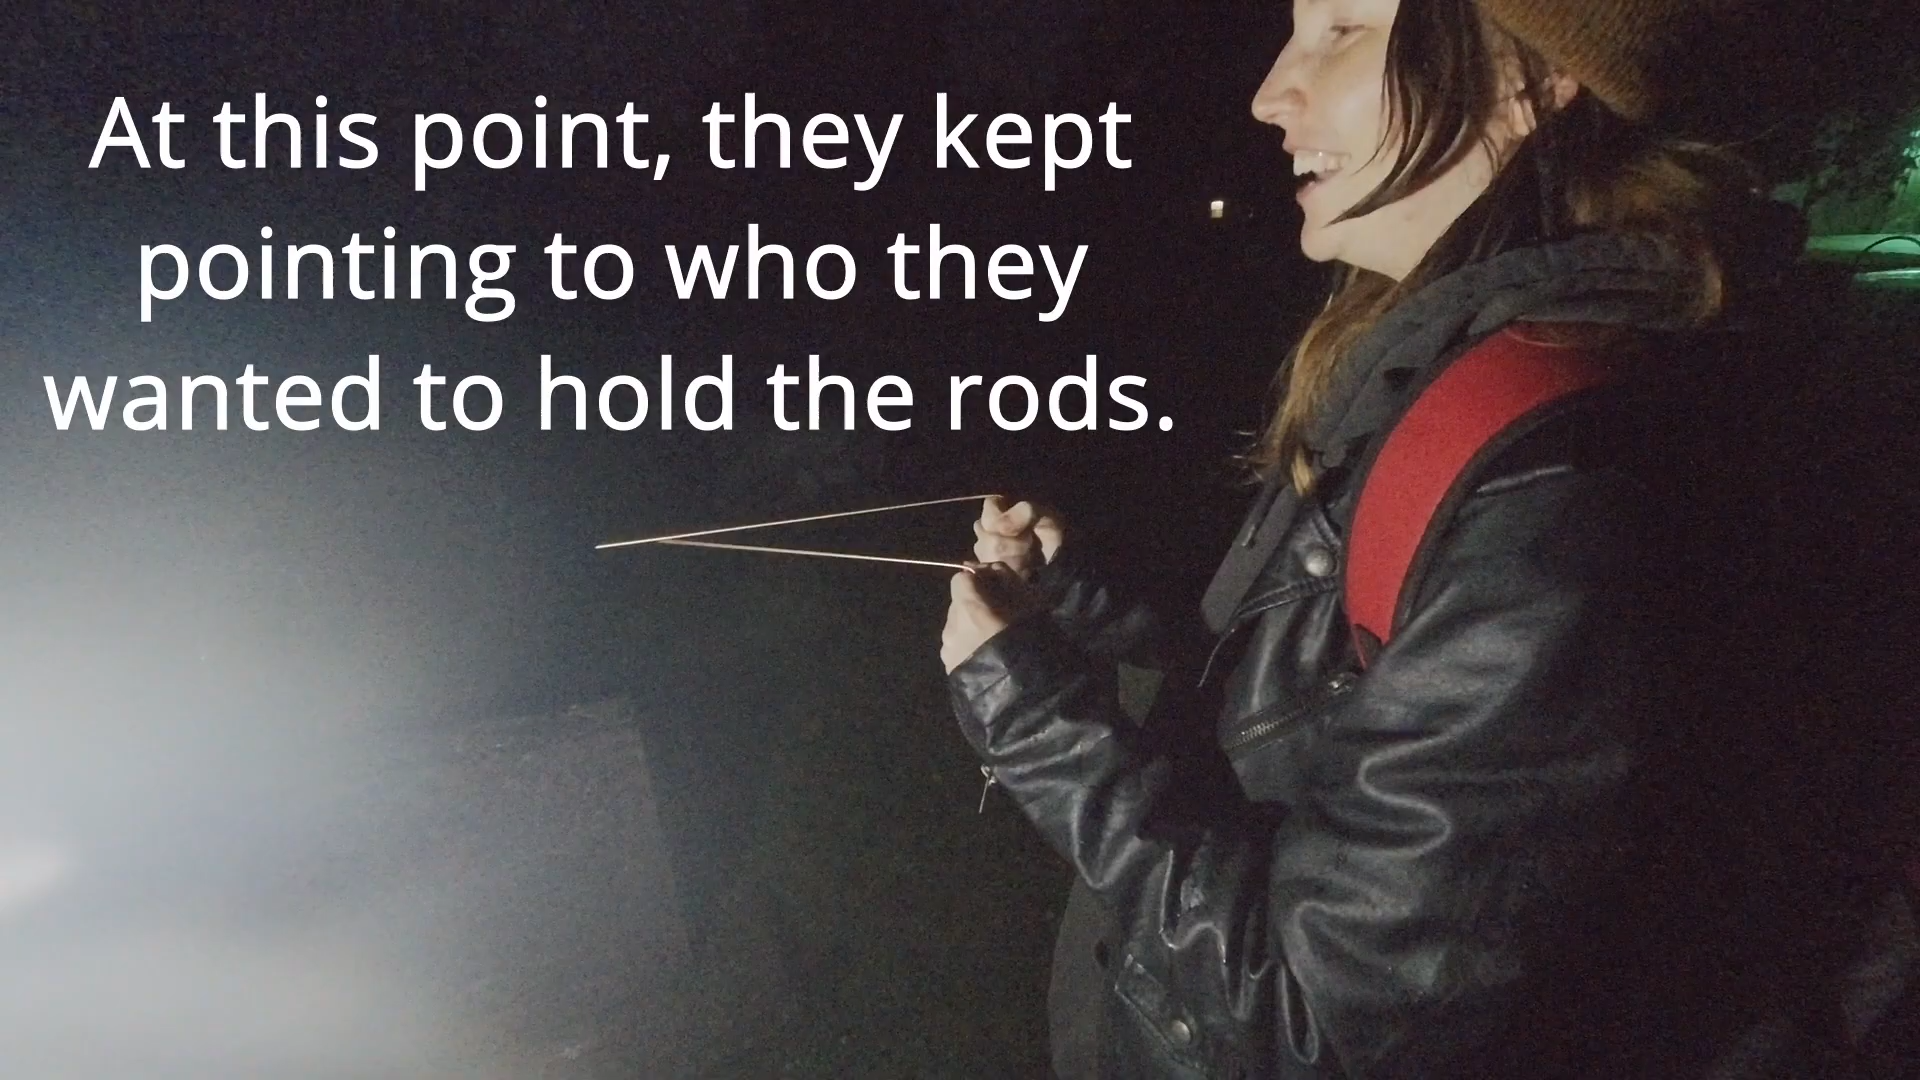 At this point, they kept
pointing to who they
wanted to hold the rods.